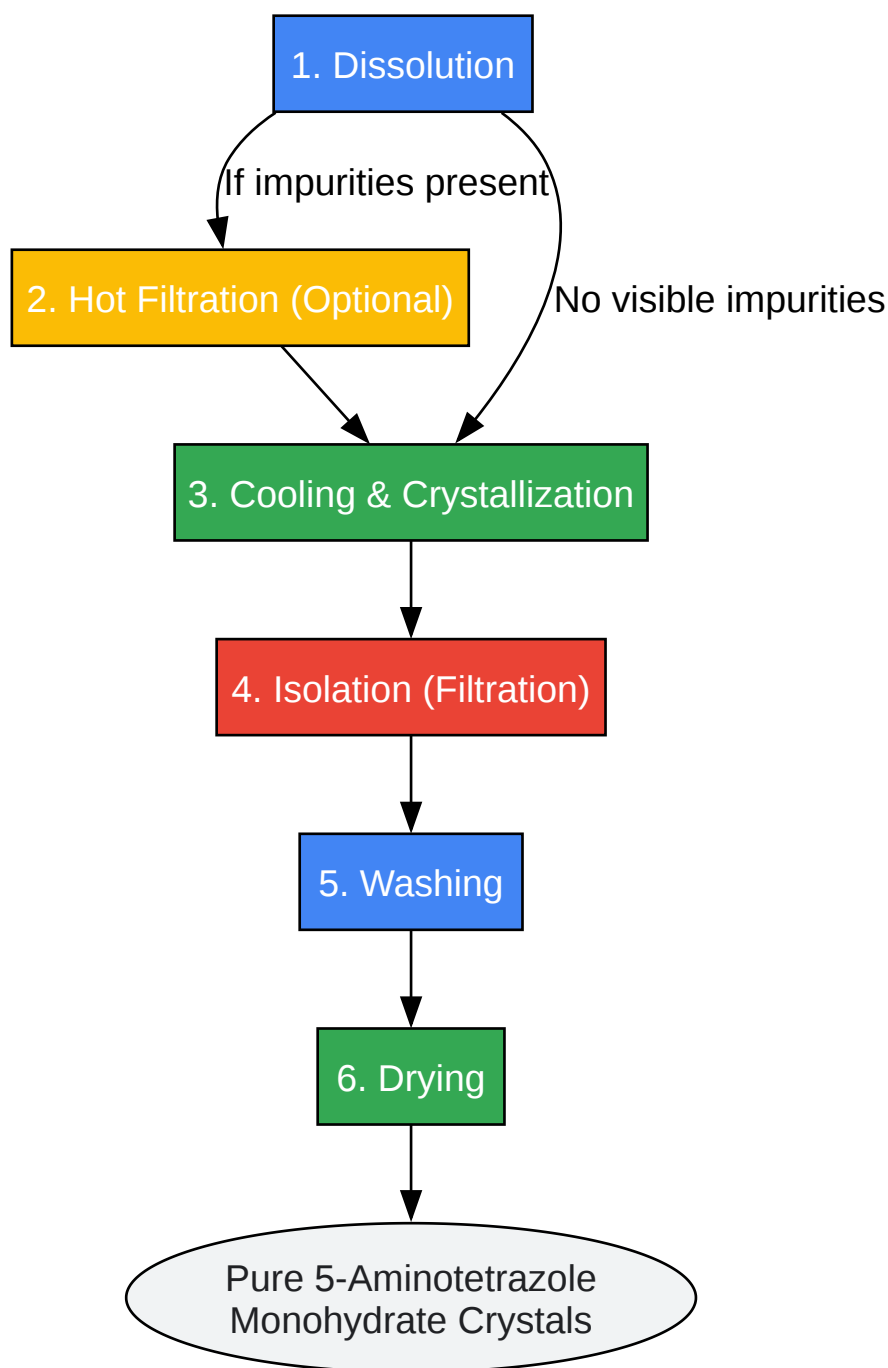 1. Dissolution
If impurities present
2. Hot Filtration (Optional)
No visible impurities
3. Cooling & Crystallization
4. Isolation (Filtration)
5. Washing
6. Drying
Pure 5-Aminotetrazole
Monohydrate Crystals